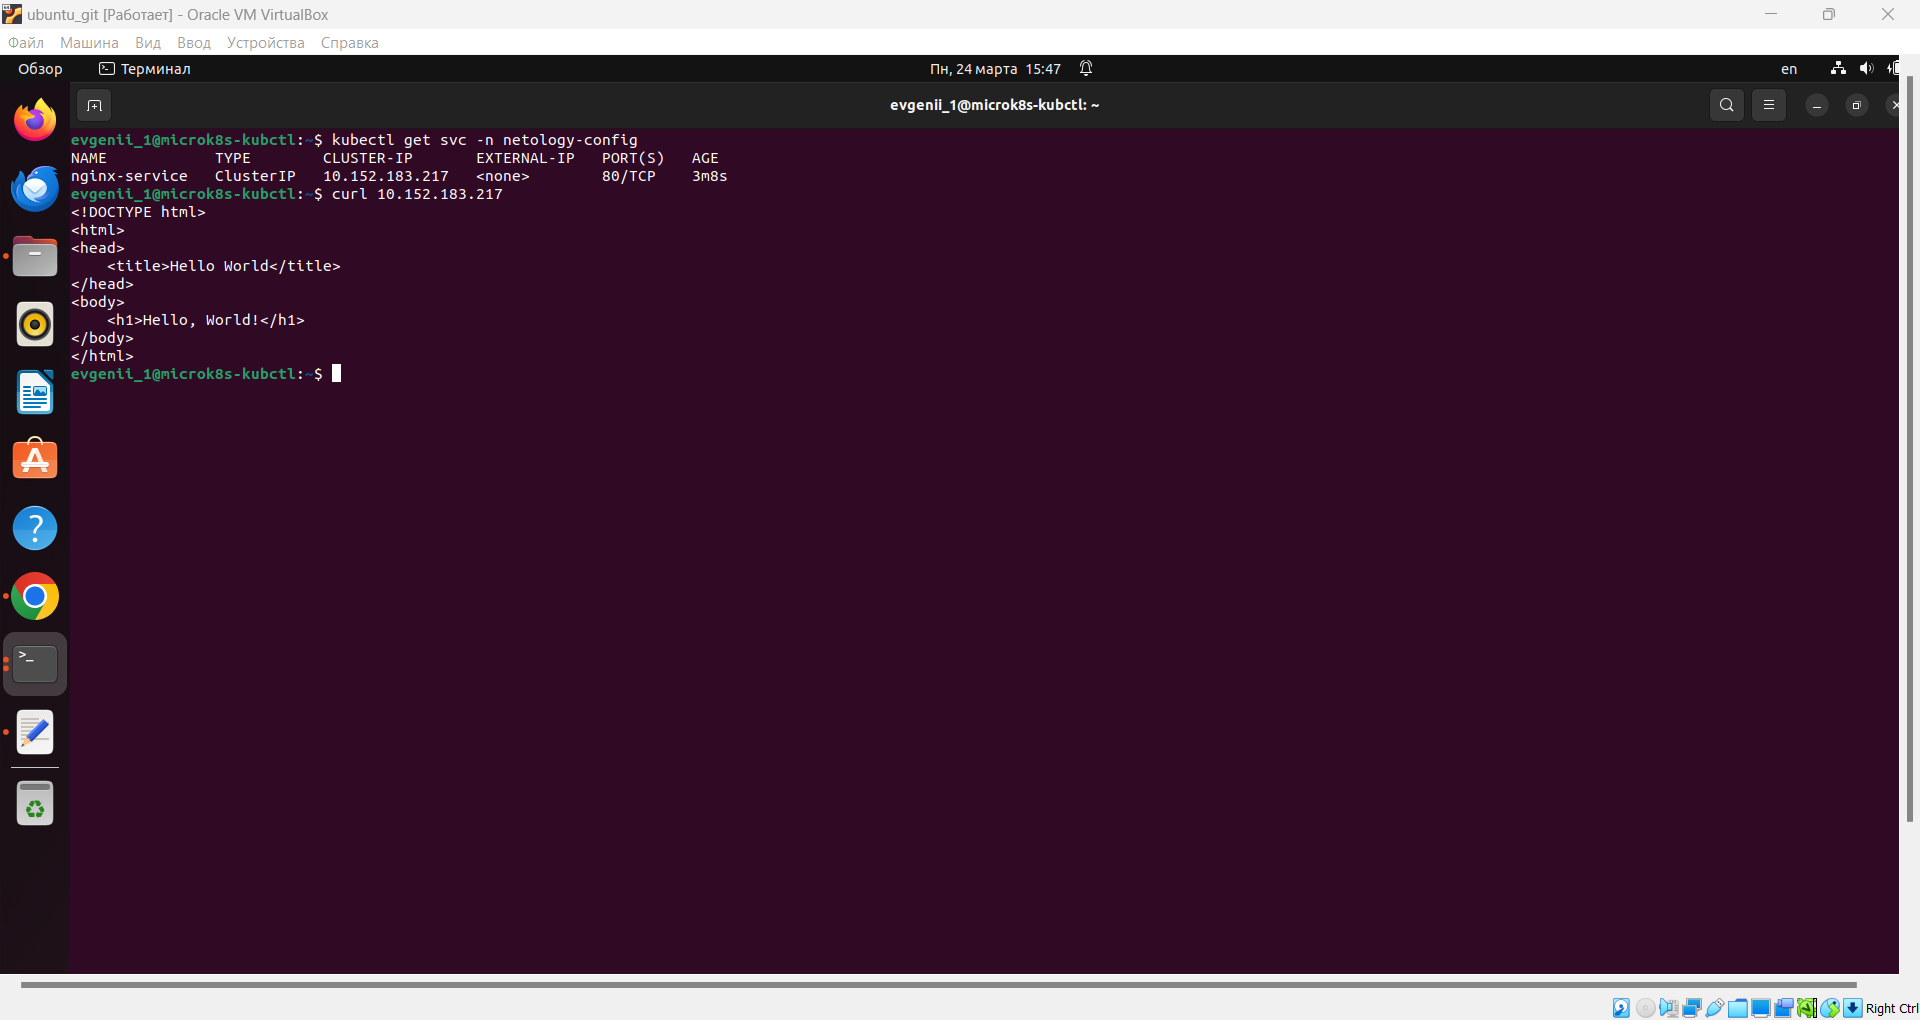 ubuntu_git [Работает] - Oracle VM VirtualBox
Файл Машина Вид Ввод Устройства Справка
Обзор Терминал Пн, 24 марта 15:47 en
evgenii_1@microk8s-kubctl: ~
evgenii_1@microk8s-kubctl:~$ kubectl get svc -n netology-config
NAME TYPE CLUSTER-IP EXTERNAL-IP PORT(S) AGE
nginx-service ClusterIP 10.152.183.217 <none> 80/TCP 3m8s
evgenii_1@microk8s-kubctl:~$ curl 10.152.183.217
<!DOCTYPE html>
<html>
<head>
    <title>Hello World</title>
</head>
<body>
    <h1>Hello, World!</h1>
</body>
</html>
evgenii_1@microk8s-kubctl:~$
Right Ctrl